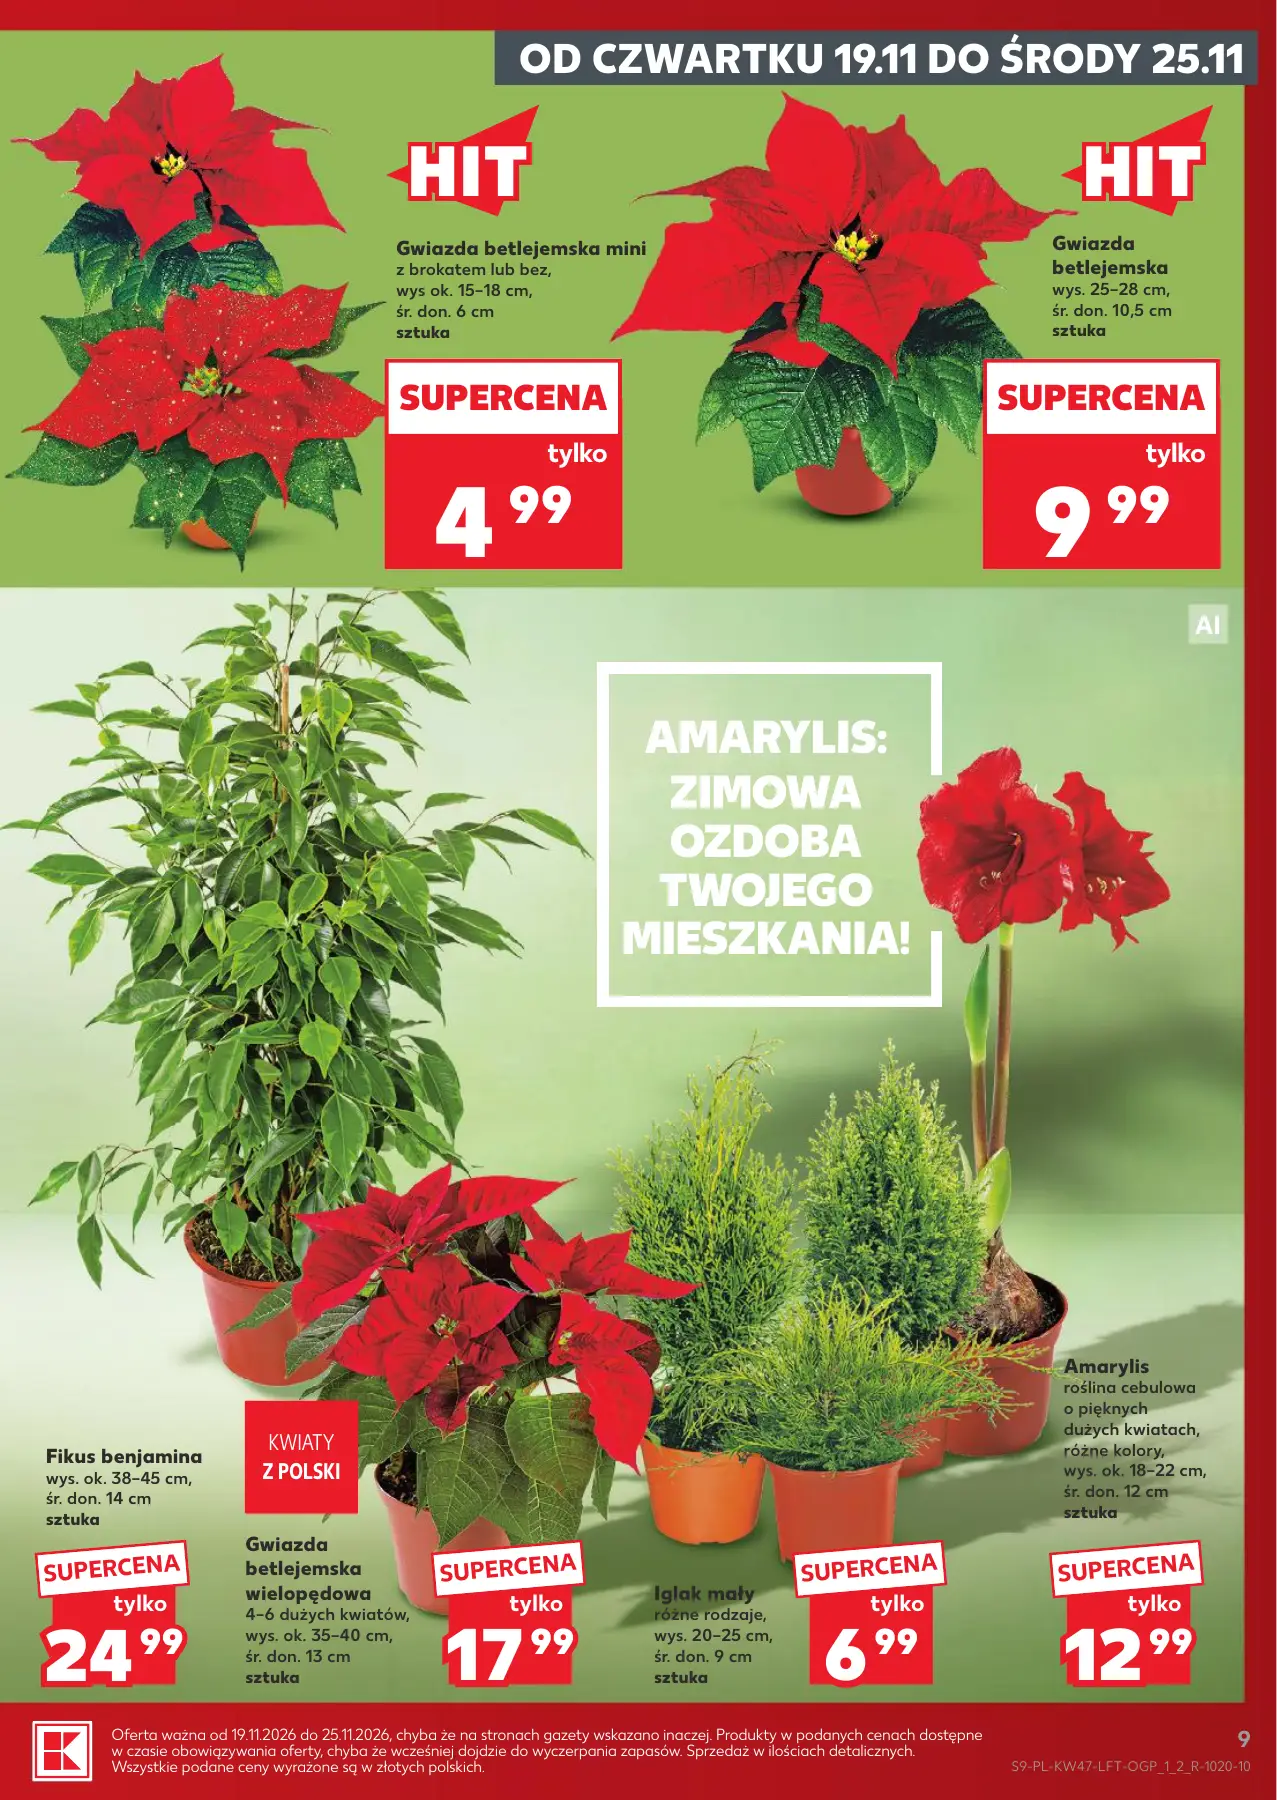 OD CZWARTKU 19.11 DO ŚRODY 25.11
HIT
Gwiazda betlejemska mini
z brokatem lub bez,
wys ok. 15–18 cm,
śr. don. 6 cm
sztuka
SUPERCENA
tylko
4 99
HIT
Gwiazda
betlejemska
wys. 25–28 cm,
śr. don. 10,5 cm
sztuka
SUPERCENA
tylko
9 99
AI
AMARYLIS:
ZIMOWA
OZDOBA
TWOJEGO
MIESZKANIA!
Fikus benjamina
wys. ok. 38–45 cm,
śr. don. 14 cm
sztuka
SUPERCENA
tylko
24 99
KWIATY
Z POLSKI
Gwiazda
betlejemska
wielopędowa
4–6 dużych kwiatów,
wys. ok. 35–40 cm,
śr. don. 13 cm
sztuka
SUPERCENA
tylko
17 99
Iglak mały
różne rodzaje,
wys. 20–25 cm,
śr. don. 9 cm
sztuka
SUPERCENA
tylko
6 99
Amarylis
roślina cebulowa
o pięknych
dużych kwiatach,
różne kolory,
wys. ok. 18–22 cm,
śr. don. 12 cm
sztuka
SUPERCENA
tylko
12 99
Oferta ważna od 19.11.2026 do 25.11.2026, chyba że na stronach gazety wskazano inaczej. Produkty w podanych cenach dostępne
w czasie obowiązywania oferty, chyba że wcześniej dojdzie do wyczerpania zapasów. Sprzedaż w ilościach detalicznych.
Wszystkie podane ceny wyrażone są w złotych polskich.
9
S9-PL-KW47-LFT-OGP_1_2_R-1020-10